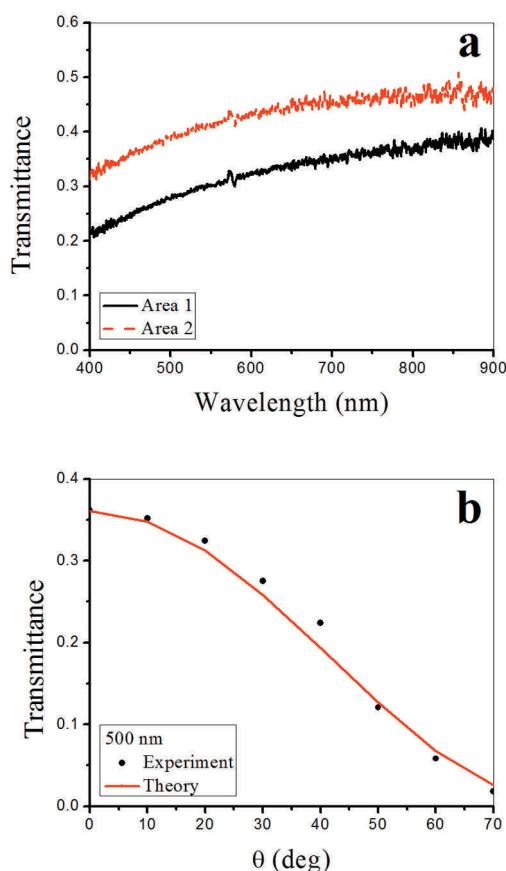 a
0.6
0.5
0.4
0.3
0.2
0.1
0.0
Transmittance
Area 1
Area 2
400 500 600 700 800 900
Wavelength (nm)
b
0.4
0.3
0.2
0.1
0.0
Transmittance
500 nm
Experiment
Theory
0 10 20 30 40 50 60 70
θ (deg)